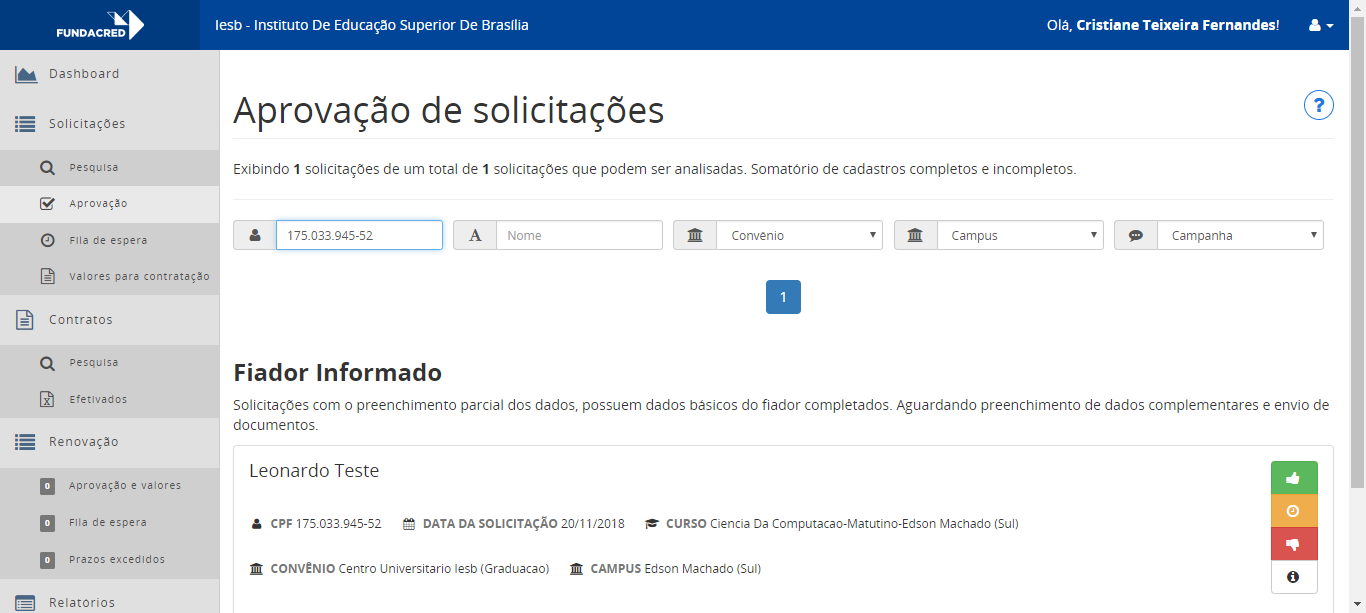 FUNDACRED
Iesb - Instituto De Educação Superior De Brasília
Olá, Cristiane Teixeira Fernandes!
Dashboard
Solicitações
Pesquisa
Aprovação
Fila de espera
Valores para contratação
Contratos
Pesquisa
Efetivados
Renovação
0 Aprovação e valores
0 Fila de espera
0 Prazos excedidos
Relatórios
Aprovação de solicitações
?
Exibindo 1 solicitações de um total de 1 solicitações que podem ser analisadas. Somatório de cadastros completos e incompletos.
175.033.945-52
A Nome
Convênio
Campus
Campanha
1
Fiador Informado
Solicitações com o preenchimento parcial dos dados, possuem dados básicos do fiador completados. Aguardando preenchimento de dados complementares e envio de
documentos.
Leonardo Teste
CPF 175.033.945-52 DATA DA SOLICITAÇÃO 20/11/2018 CURSO Ciencia Da Computacao-Matutino-Edson Machado (Sul)
CONVÊNIO Centro Universitario Iesb (Graduacao) CAMPUS Edson Machado (Sul)